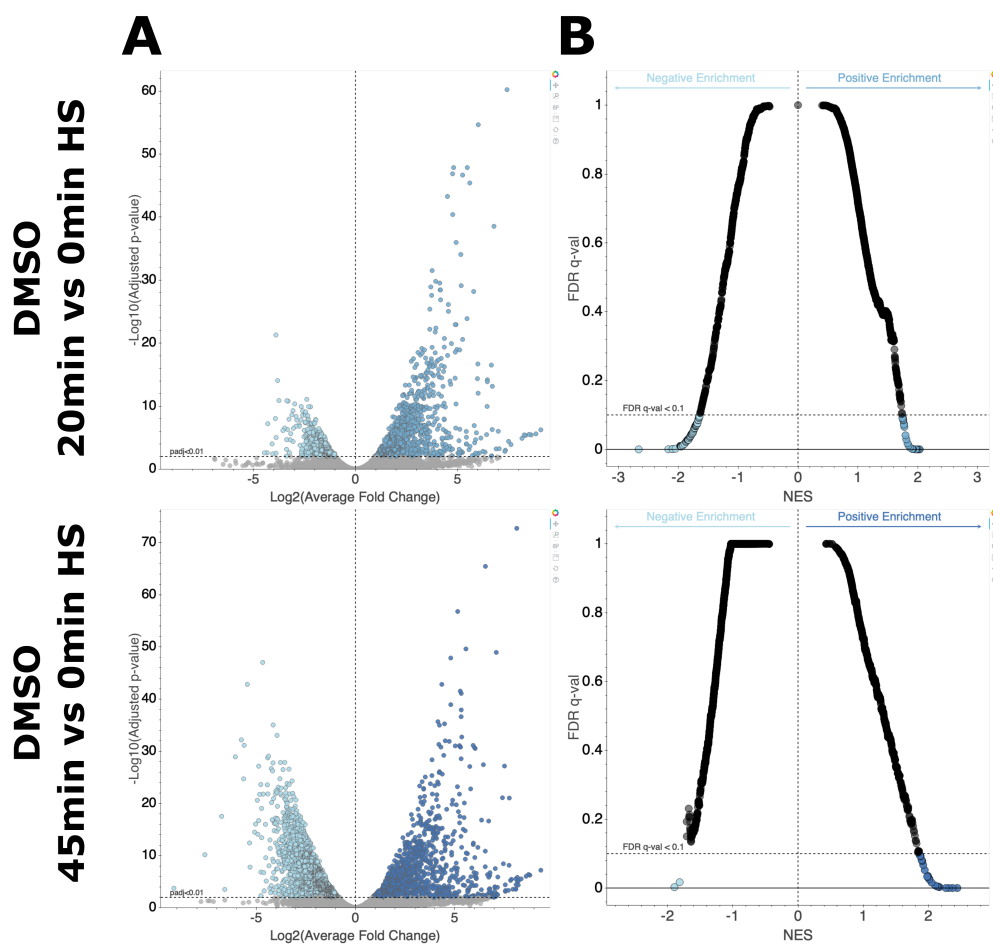 A
B
DMSO
20min vs 0min HS
60
50
40
30
20
10
0
-Log10(Adjusted p-value)
padj<0.01
-5
0
5
Log2(Average Fold Change)
Negative Enrichment
Positive Enrichment
1
0.8
0.6
0.4
0.2
0
FDR q-val
FDR q-val < 0.1
-3
-2
-1
0
1
2
3
NES
DMSO
45min vs 0min HS
70
60
50
40
30
20
10
0
-Log10(Adjusted p-value)
padj<0.01
-5
0
5
Log2(Average Fold Change)
Negative Enrichment
Positive Enrichment
1
0.8
0.6
0.4
0.2
0
FDR q-val
FDR q-val < 0.1
-2
-1
0
1
2
NES